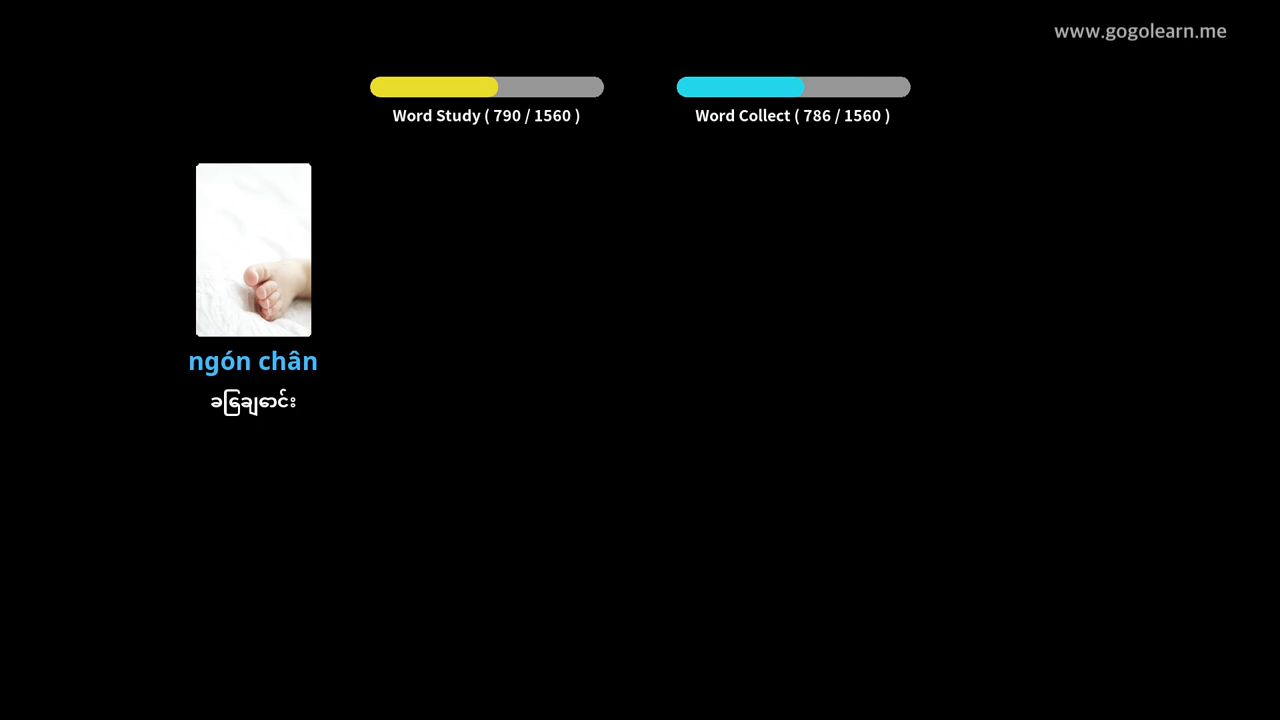 www.gogolearn.me
Word Study ( 790 / 1560 )
Word Collect ( 786 / 1560 )
ngón chân
ခြေချောင်း